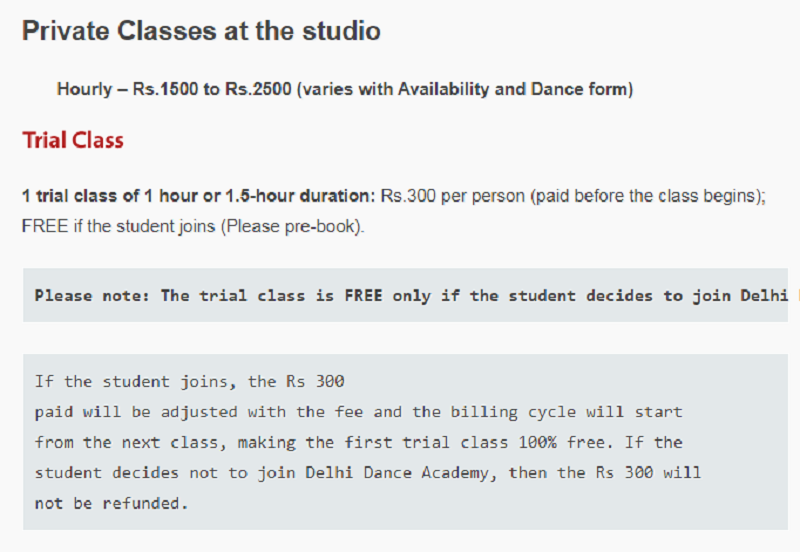 Private Classes at the studio
Hourly – Rs.1500 to Rs.2500 (varies with Availability and Dance form)
Trial Class
1 trial class of 1 hour or 1.5-hour duration: Rs.300 per person (paid before the class begins);
FREE if the student joins (Please pre-book).
Please note: The trial class is FREE only if the student decides to join Delhi
If the student joins, the Rs 300
paid will be adjusted with the fee and the billing cycle will start
from the next class, making the first trial class 100% free. If the
student decides not to join Delhi Dance Academy, then the Rs 300 will
not be refunded.